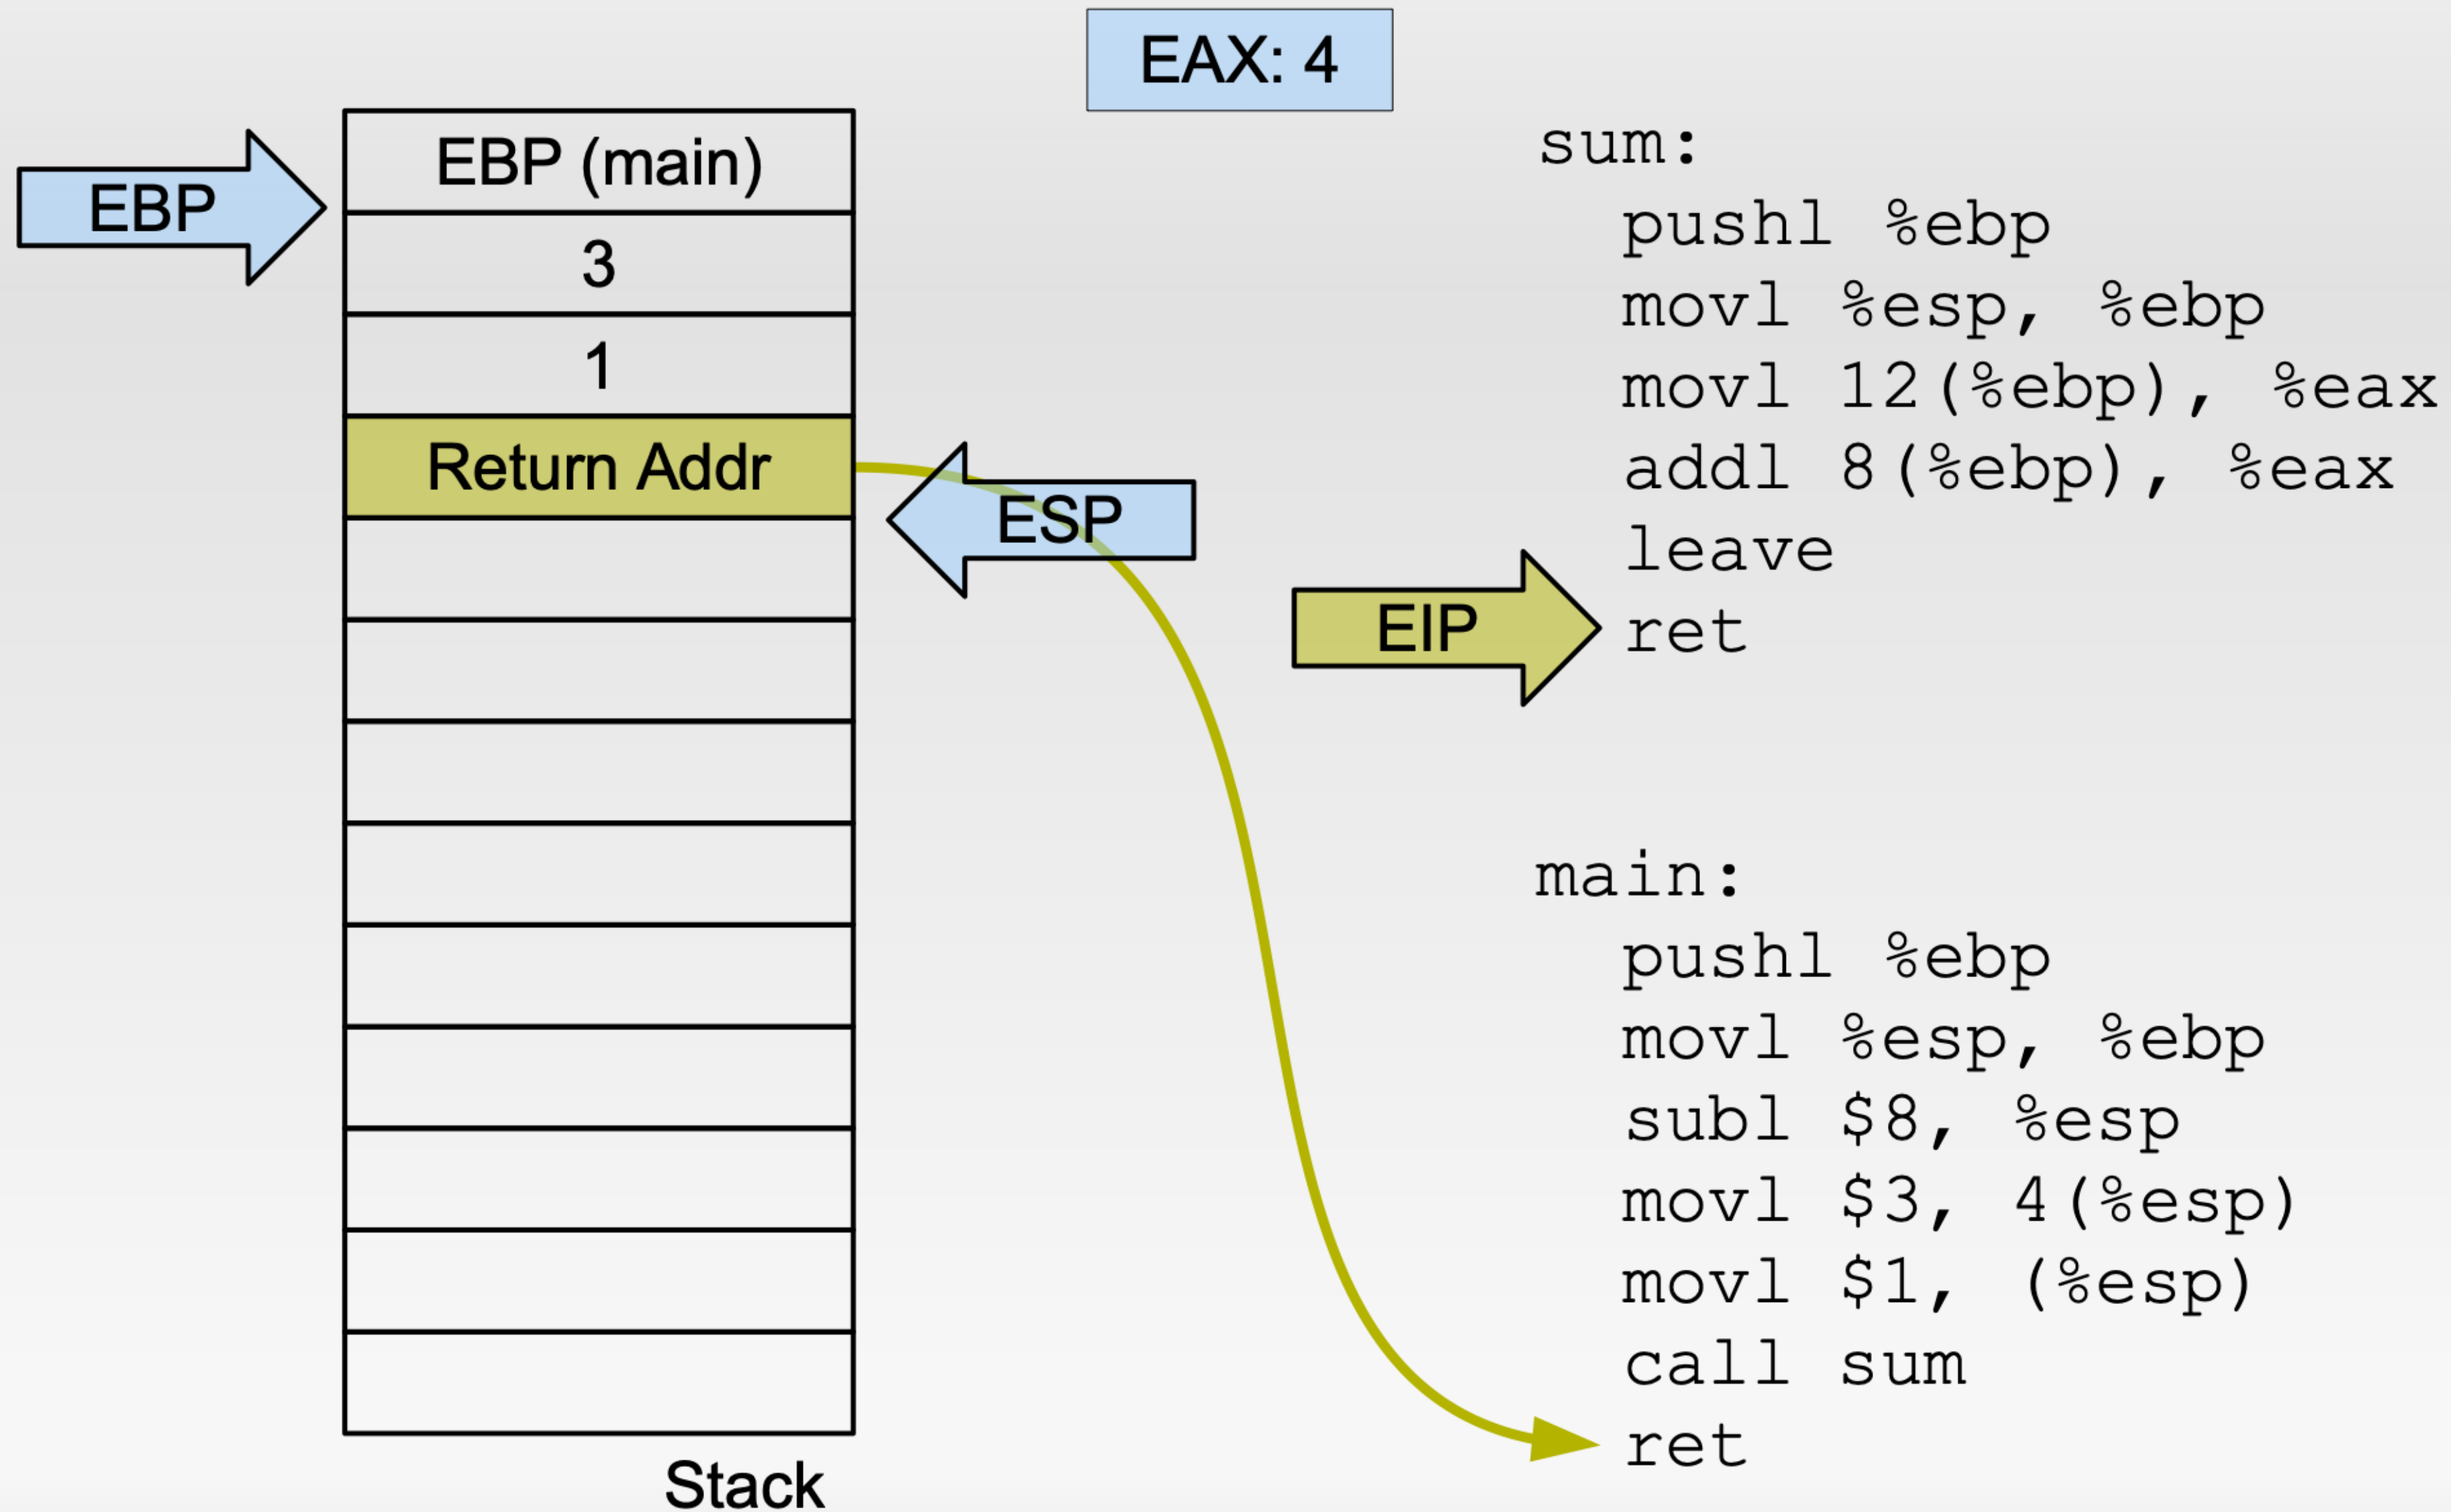 EAX: 4
EBP
EBP (main)
3
1
Return Addr
ESP
EIP
Stack
sum:
pushl %ebp
movl %esp, %ebp
movl 12(%ebp), %eax
addl 8(%ebp), %eax
leave
ret
main:
pushl %ebp
movl %esp, %ebp
subl $8, %esp
movl $3, 4(%esp)
movl $1, (%esp)
call sum
ret